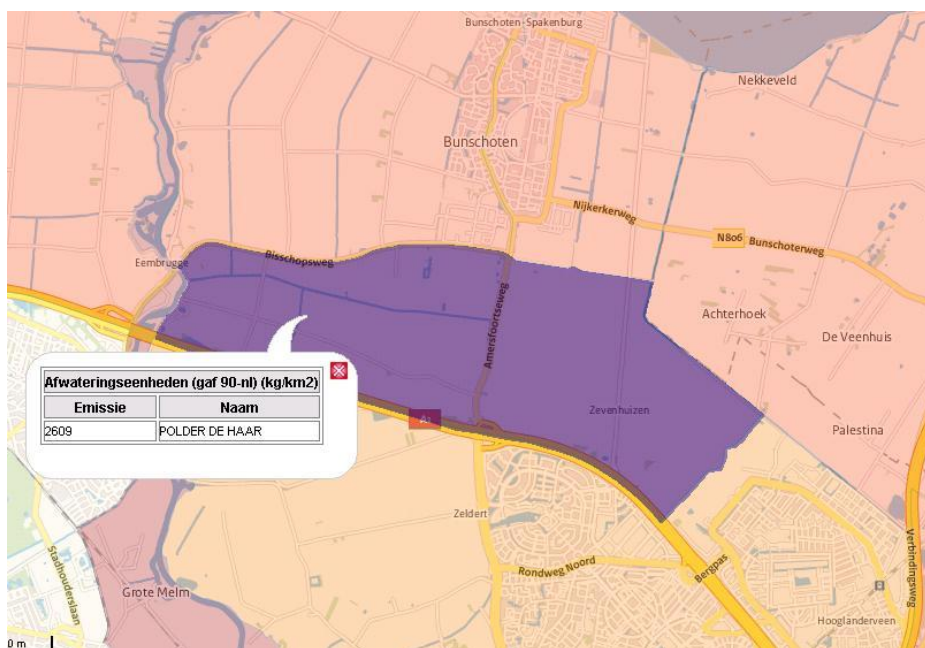 Bunschoten-Spakenburg
Nekkeveld
Bunschoten
Nijkerkerweg
N806
Bunschoterweg
Bisschopsweg
Eembrugge
Amersfoortseweg
Achterhoek
De Veenhuis
Afwateringseenheden (gaf 90-nl) (kg/km2)
Emissie Naam
2609 POLDER DE HAAR
A1
Zevenhuizen
Palestina
Zeldert
Stadhouderslaan
Grote Melm
Rondweg Noord
Bergpas
Verbindingsweg
Hooglanderveen
0 m